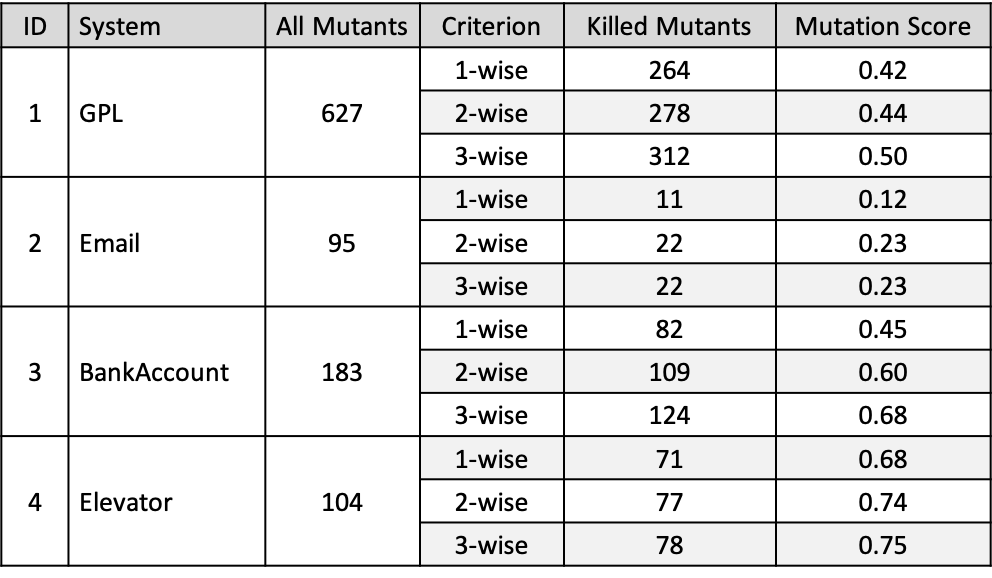 ID System All Mutants Criterion Killed Mutants Mutation Score
1 GPL 627 1-wise 264 0.42
2-wise 278 0.44
3-wise 312 0.50
2 Email 95 1-wise 11 0.12
2-wise 22 0.23
3-wise 22 0.23
3 BankAccount 183 1-wise 82 0.45
2-wise 109 0.60
3-wise 124 0.68
4 Elevator 104 1-wise 71 0.68
2-wise 77 0.74
3-wise 78 0.75